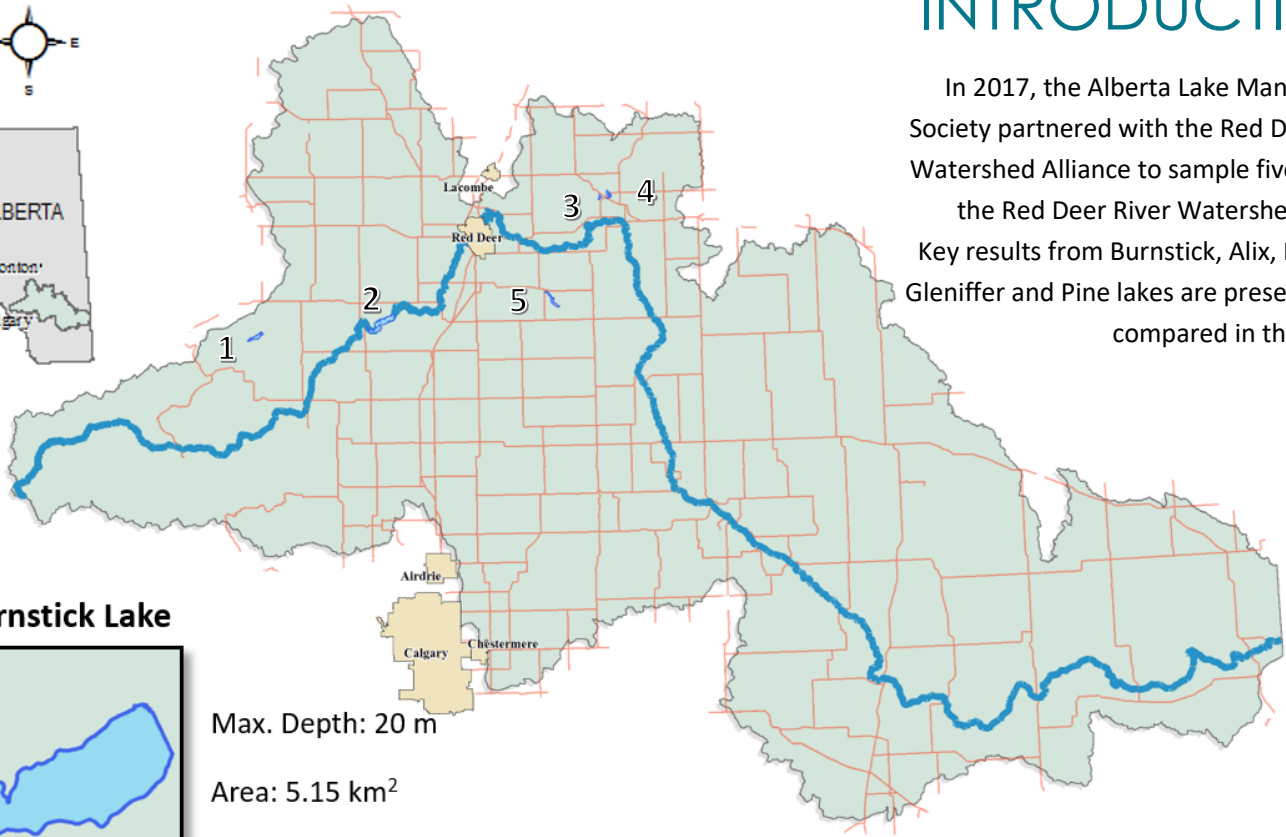 INTRODUCTI
In 2017, the Alberta Lake Man
Society partnered with the Red D
Watershed Alliance to sample five
the Red Deer River Watershe
Key results from Burnstick, Alix,
Gleniffer and Pine lakes are prese
compared in th
E
S
LBERTA
Lacombe
Red Deer
3
4
2
5
1
Airdrie
Calgary
Chestermere
rnstick Lake
Max. Depth: 20 m
Area: 5.15 km²